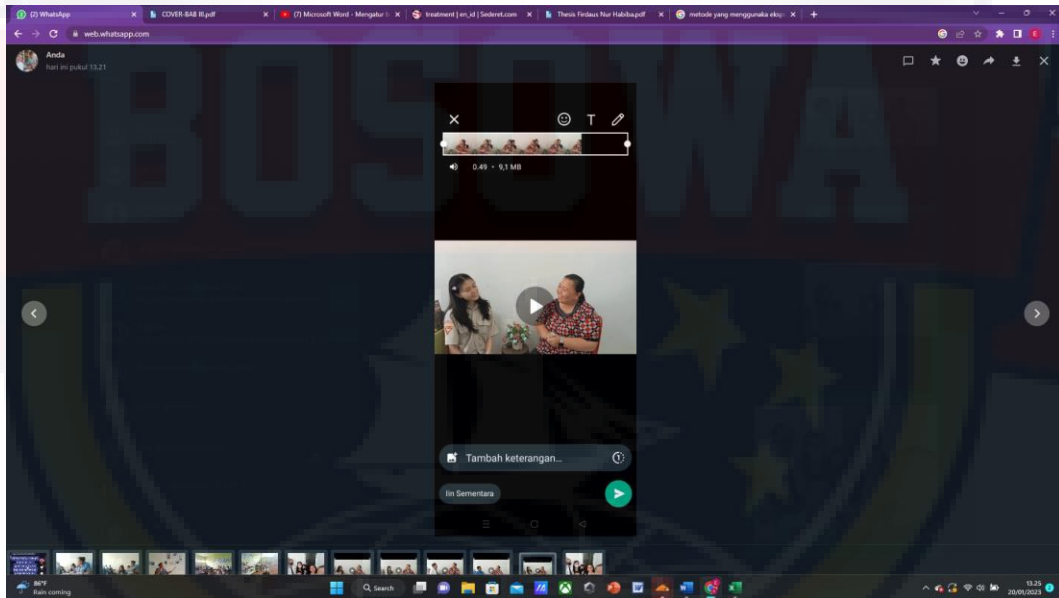 (2) WhatsApp
COVER-BAB III.pdf
(7) Microsoft Word - Mengatur
treatment | en_id | Sederet.com
Thesis Firdaus Nur Habiba.pdf
metode yang menggunaka eksp
web.whatsapp.com
Anda
hari ini pukul 13.21
BOSOWA
T
0.49 • 9,1 MB
Tambah keterangan...
Iin Sementara
86°F
Rain coming
Search
13.25
20/01/2023